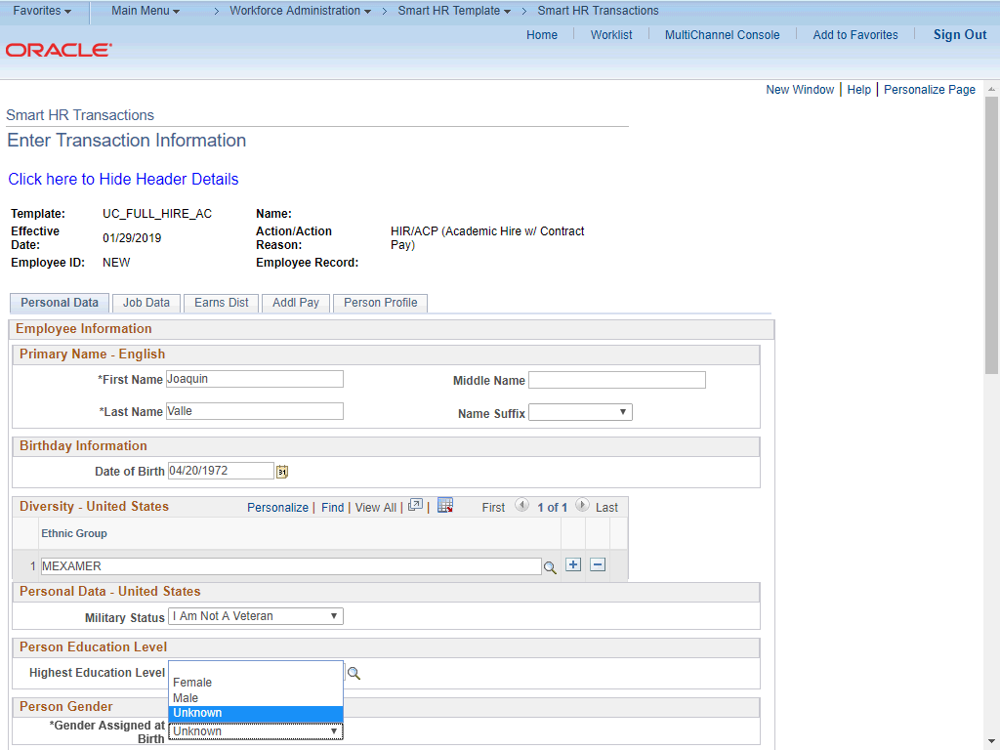 Favorites Main Menu > Workforce Administration > Smart HR Template > Smart HR Transactions
Home Worklist MultiChannel Console Add to Favorites Sign Out
ORACLE
New Window | Help | Personalize Page
Smart HR Transactions
Enter Transaction Information
Click here to Hide Header Details
Template: UC_FULL_HIRE_AC Name:
Effective Date: 01/29/2019 Action/Action Reason: HIR/ACP (Academic Hire w/ Contract Pay)
Employee ID: NEW Employee Record:
Personal Data Job Data Earns Dist Addl Pay Person Profile
Employee Information
Primary Name - English
*First Name Joaquin Middle Name
*Last Name Valle Name Suffix
Birthday Information
Date of Birth 04/20/1972 31
Diversity - United States Personalize | Find | View All | | First 1 of 1 Last
Ethnic Group
1 MEXAMER
Personal Data - United States
Military Status I Am Not A Veteran
Person Education Level
Highest Education Level
Female
Male
Unknown
Person Gender
*Gender Assigned at Birth Unknown